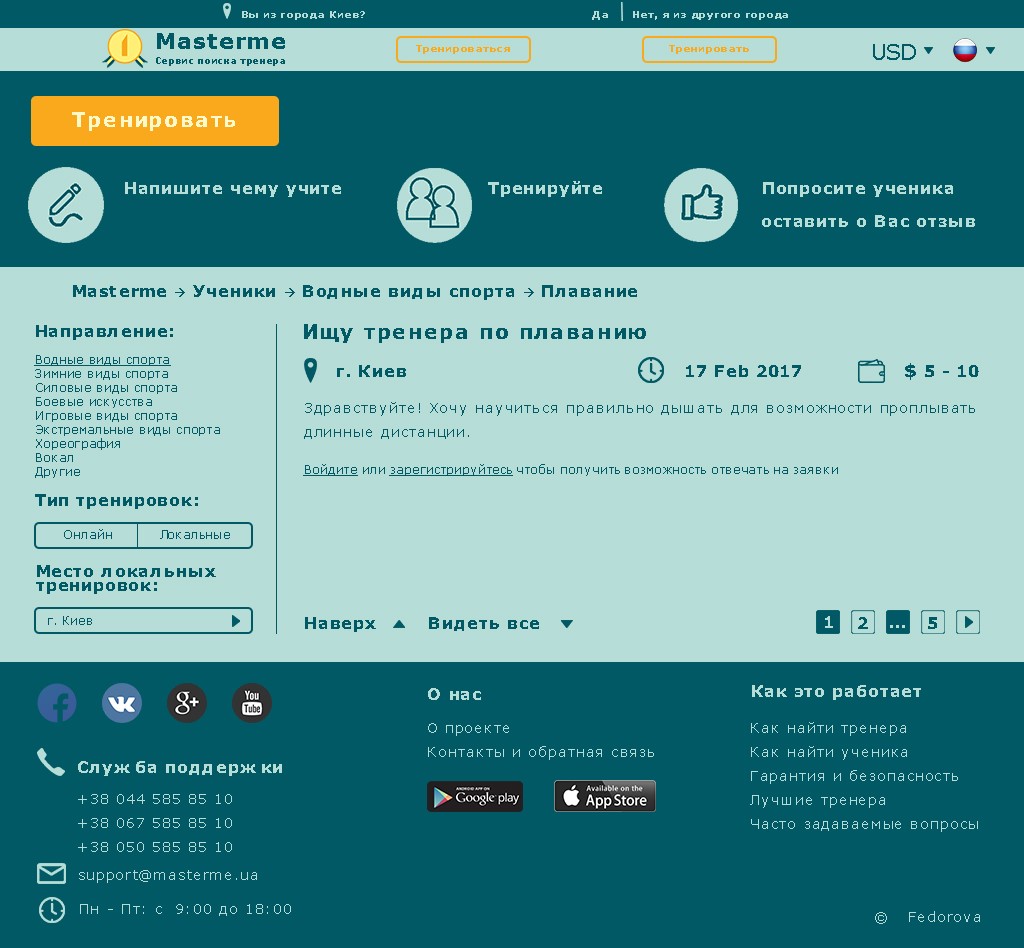 Вы из города Киев?
Да
Нет, я из другого города
Masterme
Сервис поиска тренера
Тренироваться
Тренировать
USD
Тренировать
Напишите чему учите
Тренируйте
Попросите ученика
оставить о Вас отзыв
Masterme → Ученики → Водные виды спорта → Плавание
Направление:
Водные виды спорта
Зимние виды спорта
Силовые виды спорта
Боевые искусства
Игровые виды спорта
Экстремальные виды спорта
Хореография
Вокал
Другие
Тип тренировок:
Онлайн
Локальные
Место локальных
тренировок:
г. Киев
Ищу тренера по плаванию
г. Киев
17 Feb 2017
$ 5 - 10
Здравствуйте! Хочу научиться правильно дышать для возможности проплывать
длинные дистанции.
Войдите или зарегистрируйтесь чтобы получить возможность отвечать на заявки
Наверх
Видеть все
1
2
...
5
You
Tube
g+
Служба поддержки
+38 044 585 85 10
+38 067 585 85 10
+38 050 585 85 10
support@masterme.ua
Пн - Пт: с 9:00 до 18:00
О нас
О проекте
Контакты и обратная связь
ANDROID APP ON
Google play
Available on the
App Store
Как это работает
Как найти тренера
Как найти ученика
Гарантия и безопасность
Лучшие тренера
Часто задаваемые вопросы
© Fedorova